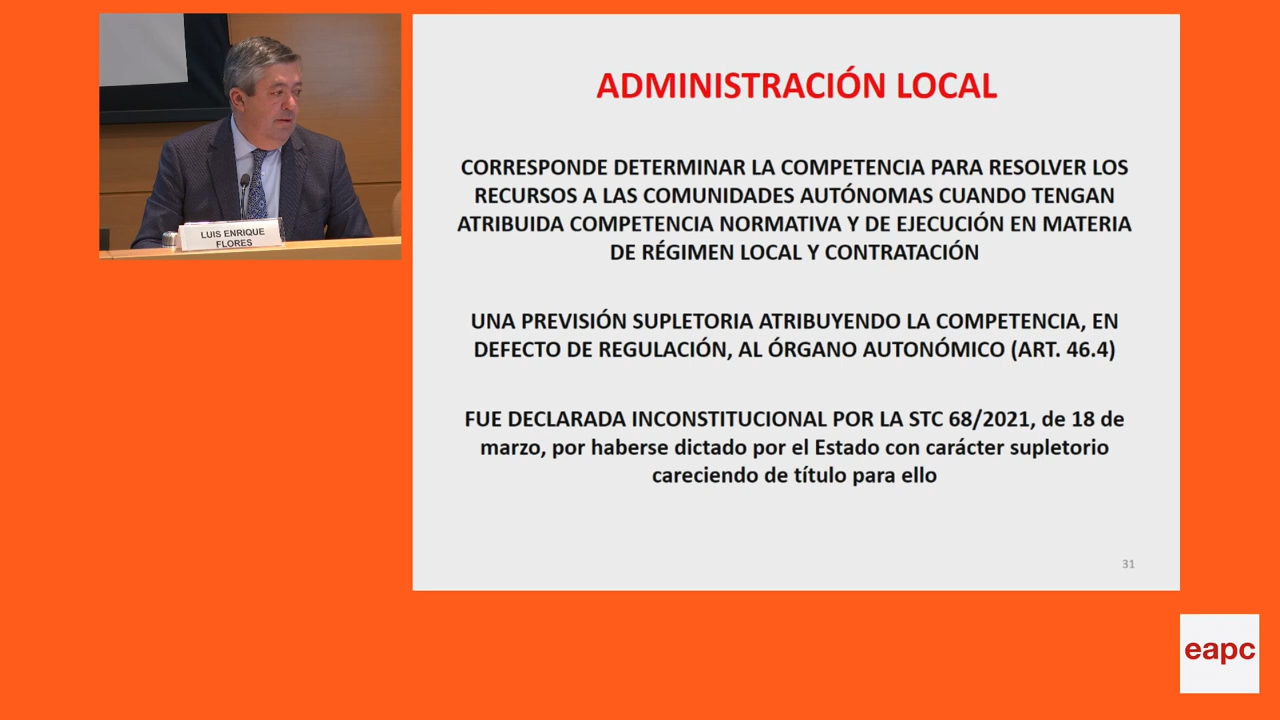 LUIS ENRIQUE
FLORES
ADMINISTRACIÓN LOCAL
CORRESPONDE DETERMINAR LA COMPETENCIA PARA RESOLVER LOS
RECURSOS A LAS COMUNIDADES AUTÓNOMAS CUANDO TENGAN
ATRIBUIDA COMPETENCIA NORMATIVA Y DE EJECUCIÓN EN MATERIA
DE RÉGIMEN LOCAL Y CONTRATACIÓN
UNA PREVISIÓN SUPLETORIA ATRIBUYENDO LA COMPETENCIA, EN
DEFECTO DE REGULACIÓN, AL ÓRGANO AUTONÓMICO (ART. 46.4)
FUE DECLARADA INCONSTITUCIONAL POR LA STC 68/2021, de 18 de
marzo, por haberse dictado por el Estado con carácter supletorio
careciendo de título para ello
31
eapc